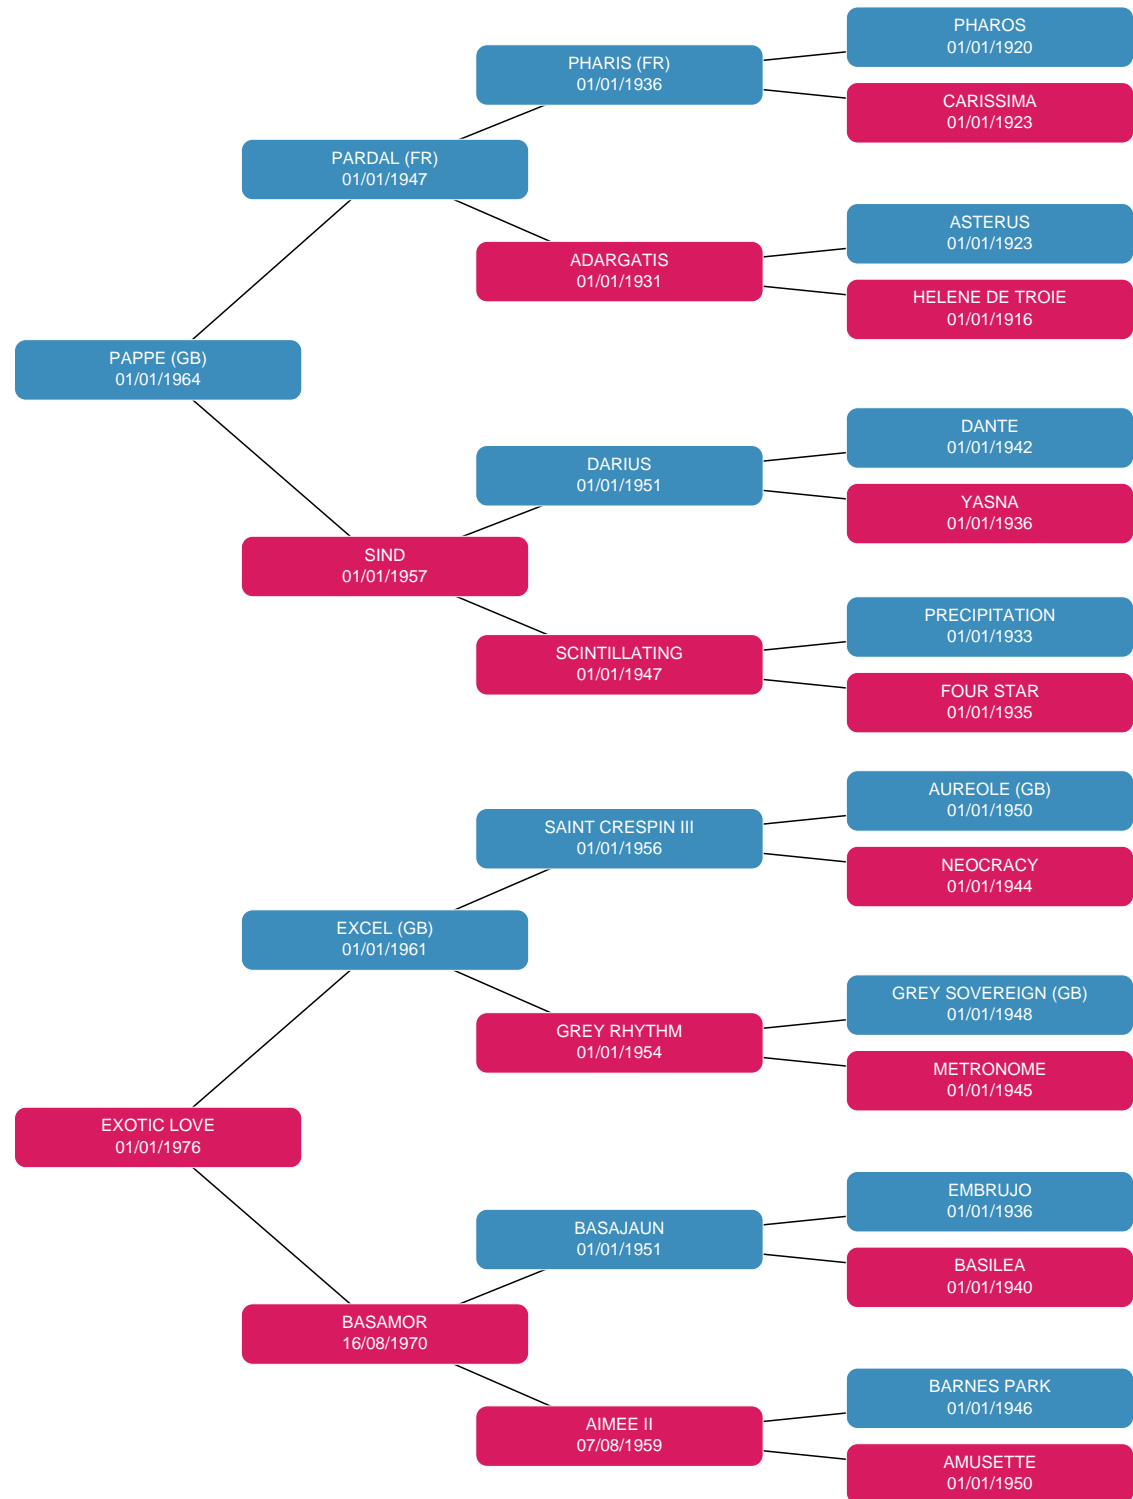 PHAROS
01/01/1920
PHARIS (FR)
01/01/1936
CARISSIMA
01/01/1923
PARDAL (FR)
01/01/1947
ASTERUS
01/01/1923
ADARGATIS
01/01/1931
HELENE DE TROIE
01/01/1916
PAPPE (GB)
01/01/1964
DANTE
01/01/1942
DARIUS
01/01/1951
YASNA
01/01/1936
SIND
01/01/1957
PRECIPITATION
01/01/1933
SCINTILLATING
01/01/1947
FOUR STAR
01/01/1935
AUREOLE (GB)
01/01/1950
SAINT CRESPIN III
01/01/1956
NEOCRACY
01/01/1944
EXCEL (GB)
01/01/1961
GREY SOVEREIGN (GB)
01/01/1948
GREY RHYTHM
01/01/1954
METRONOME
01/01/1945
EXOTIC LOVE
01/01/1976
EMBRUJO
01/01/1936
BASAJAUN
01/01/1951
BASILEA
01/01/1940
BASAMOR
16/08/1970
BARNES PARK
01/01/1946
AIMEE II
07/08/1959
AMUSETTE
01/01/1950